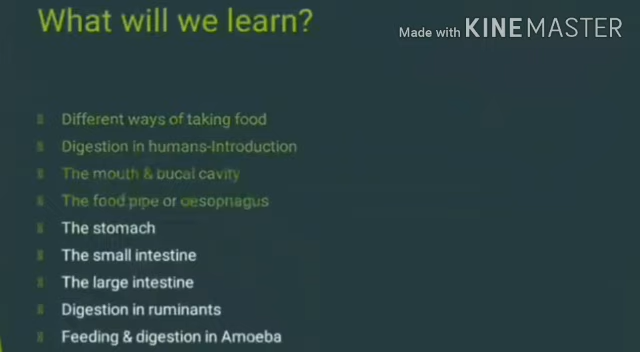 What will we learn?
Made with KINEMASTER
Different ways of taking food
Digestion in humans-Introduction
The mouth & bucal cavity
The food pipe or oesopnagus
The stomach
The small intestine
The large intestine
Digestion in ruminants
Feeding & digestion in Amoeba